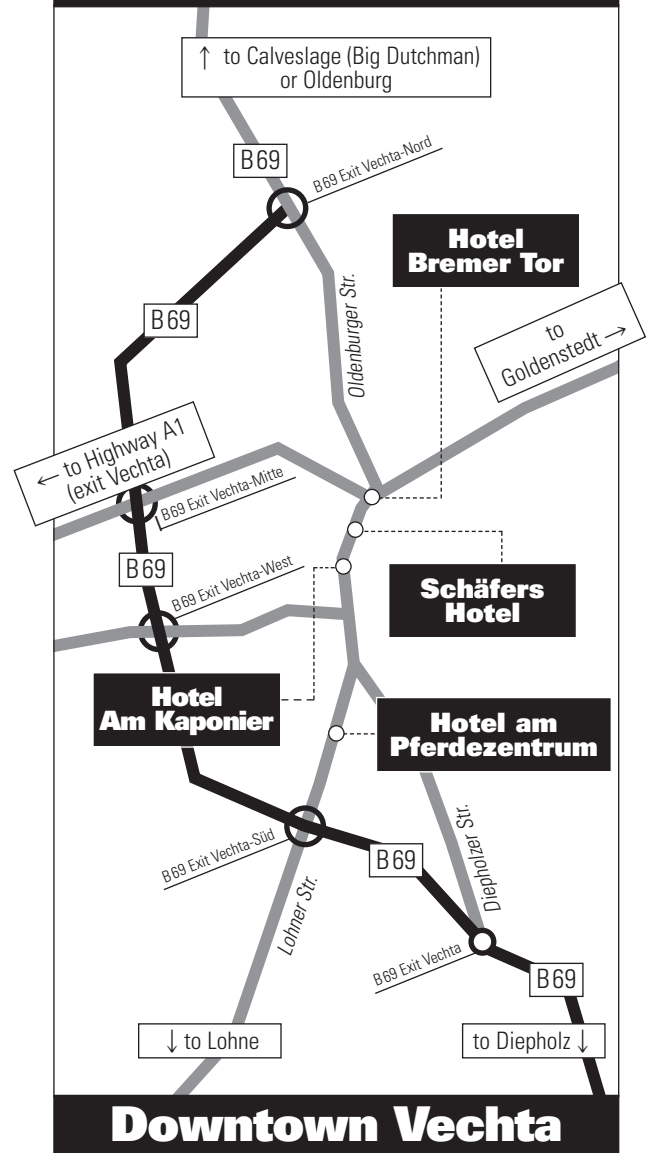 ↑ to Calveslage (Big Dutchman)
or Oldenburg
B69
B69 Exit Vechta-Nord
Hotel
Bremer Tor
B69
Oldenburger Str.
to
Goldenstedt →
← to Highway A1
(exit Vechta)
B69 Exit Vechta-Mitte
B69
B69 Exit Vechta-West
Schäfers
Hotel
Hotel
Am Kaponier
Hotel am
Pferdezentrum
B69 Exit Vechta-Süd
B69
Diepholzer Str.
Lohner Str.
B69 Exit Vechta
B69
↓ to Lohne
to Diepholz ↓
Downtown Vechta